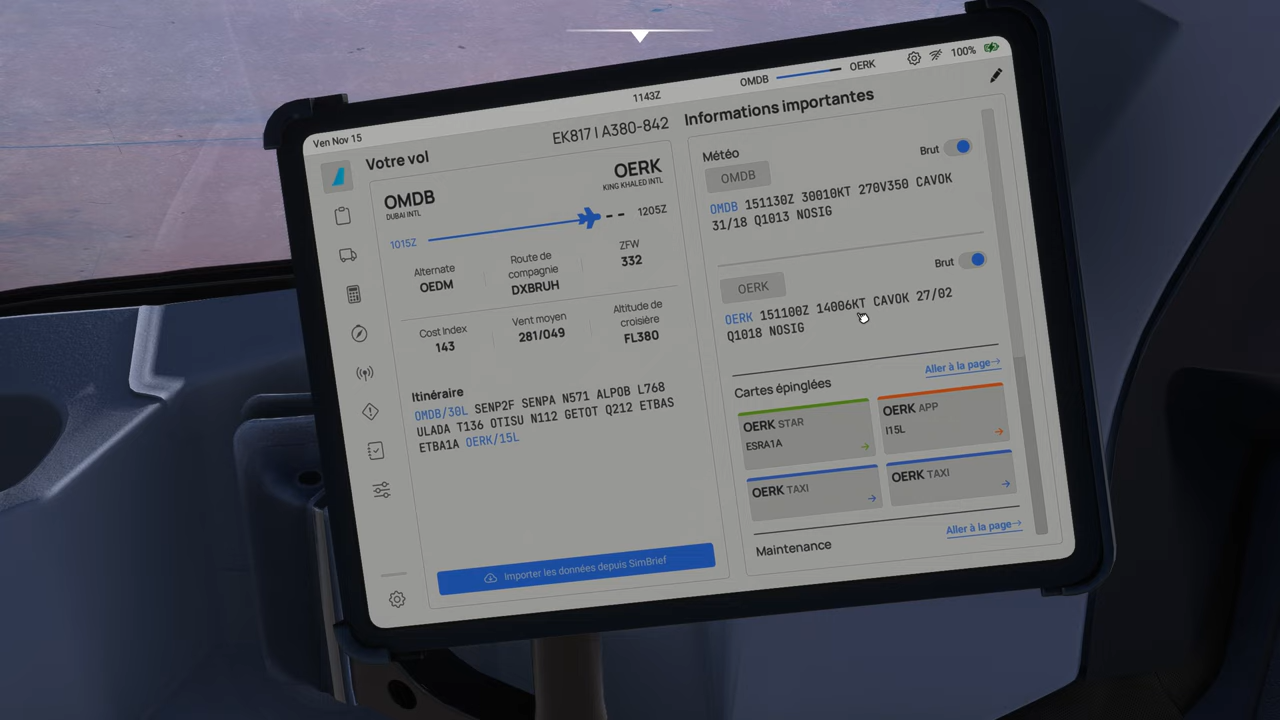 Ven Nov 15
1143Z
OMDB
OERK
100%
Votre vol
EK817 | A380-842
OMDB
DUBAI INTL
OERK
KING KHALED INTL
1015Z
1205Z
Alternate
OEDM
Route de
compagnie
DXBRUH
ZFW
332
Cost Index
143
Vent moyen
281/049
Altitude de
croisière
FL380
Itinéraire
OMDB/30L SENP2F SENPA N571 ALPOB L768
ULADA T136 OTISU N112 GETOT Q212 ETBAS
ETBA1A OERK/15L
Importer les données depuis SimBrief
Informations importantes
Météo
Brut
OMDB
OMDB 151130Z 30010KT 270V350 CAVOK
31/18 Q1013 NOSIG
Brut
OERK
OERK 151100Z 14006KT CAVOK 27/02
Q1018 NOSIG
Aller à la page
Cartes épinglées
OERK STAR
ESRA1A
OERK APP
I15L
OERK TAXI
OERK TAXI
Aller à la page
Maintenance